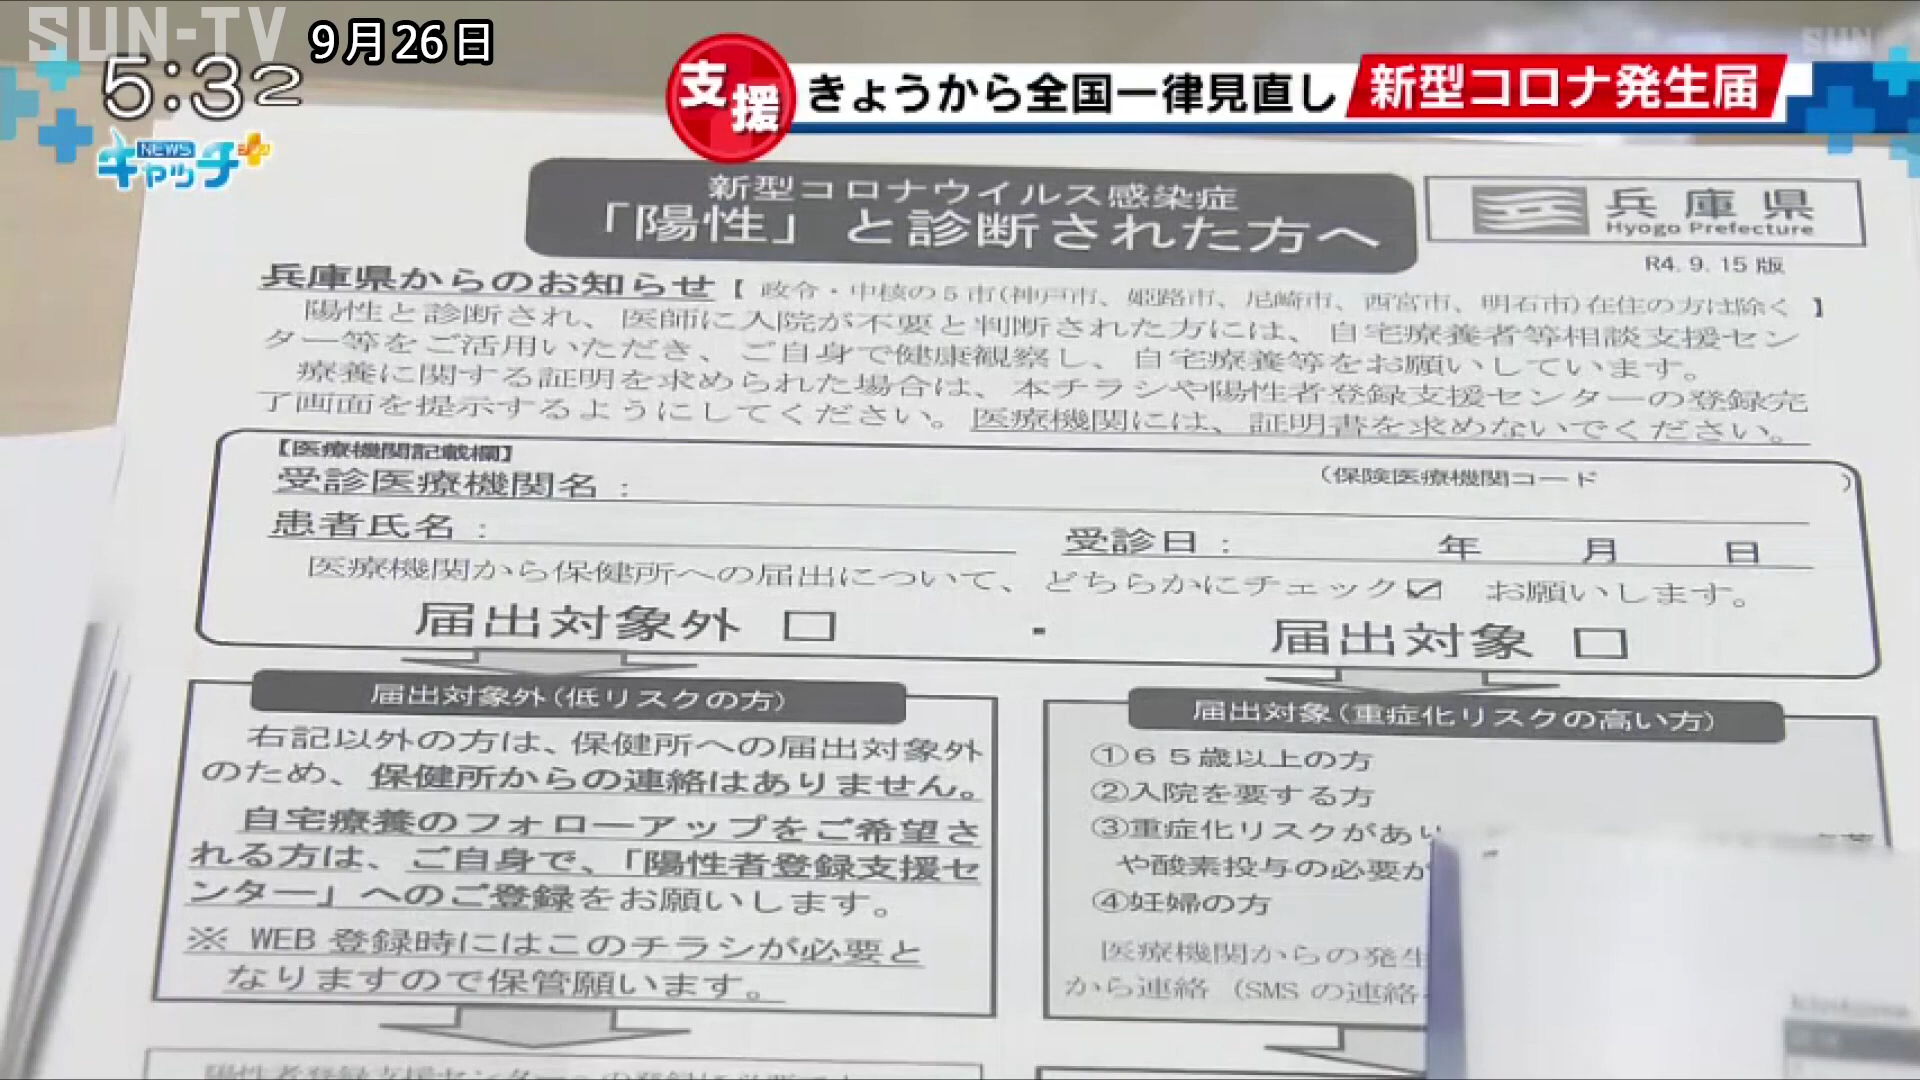 SUN-TV
9月26日
5:32
NEWS
キャッチ+
支援
きょうから全国一律見直し
新型コロナ発生届
新型コロナウイルス感染症
「陽性」と診断された方へ
兵庫県
Hyogo Prefecture
R4.9.15版
兵庫県からのお知らせ【政令・中核の5市(神戸市、姫路市、尼崎市、西宮市、明石市)在住の方は除く】
陽性と診断され、医師に入院が不要と判断された方には、自宅療養者等相談支援セン
ター等をご活用いただき、ご自身で健康観察し、自宅療養等をお願いしています。
療養に関する証明を求められた場合は、本チラシや陽性者登録支援センターの登録完
了画面を提示するようにしてください。医療機関には、証明書を求めないでください。
【医療機関記載欄】
受診医療機関名:
(保険医療機関コード )
患者氏名:
受診日: 年 月 日
医療機関から保健所への届出について、どちらかにチェック☑ お願いします。
届出対象外 □ ・ 届出対象 □
届出対象外(低リスクの方)
右記以外の方は、保健所への届出対象外
のため、保健所からの連絡はありません。
自宅療養のフォローアップをご希望さ
れる方は、ご自身で、「陽性者登録支援セ
ンター」へのご登録をお願いします。
※ WEB登録時にはこのチラシが必要と
なりますので保管願います。
届出対象(重症化リスクの高い方)
①65歳以上の方
②入院を要する方
③重症化リスクがあり
や酸素投与の必要が
④妊婦の方
医療機関からの発生
から連絡(SMSの連絡